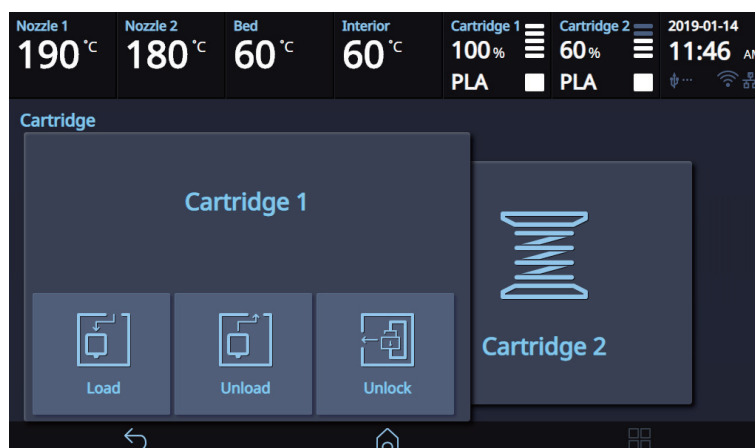 Nozzle 1
190 °C
Nozzle 2
180 °C
Bed
60 °C
Interior
60 °C
Cartridge 1
100 %
PLA
Cartridge 2
60 %
PLA
2019-01-14
11:46
Cartridge
Cartridge 1
Load
Unload
Unlock
Cartridge 2